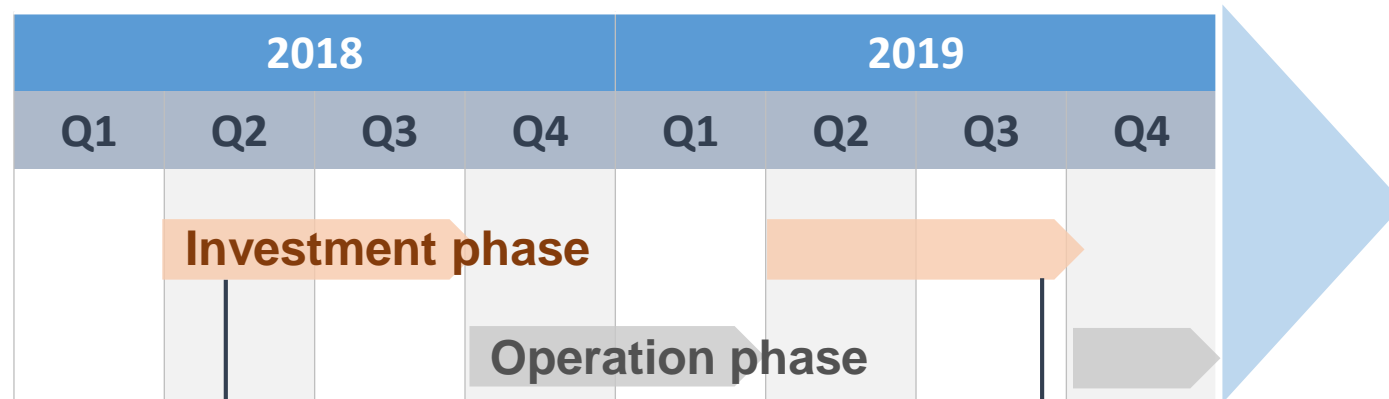 2018 2019
Q1 Q2 Q3 Q4 Q1 Q2 Q3 Q4
Investment phase
Operation phase